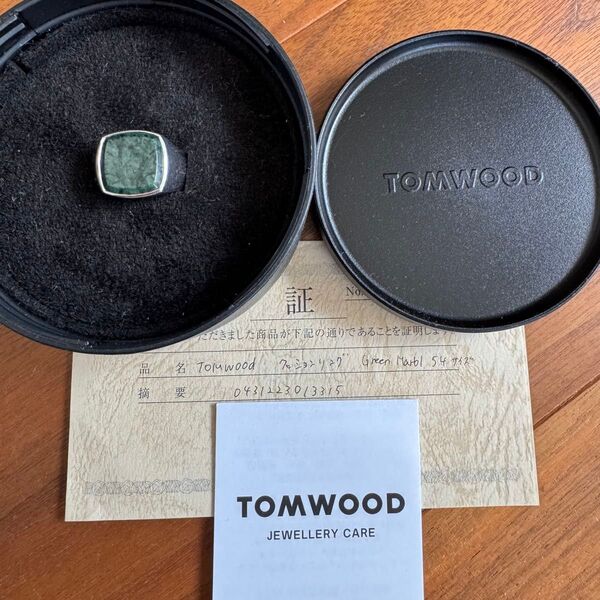 TOMWOOD
証
No.
ただきました商品が下記の通りであることを証明しま
品 名 TOMWOOD クッションリング Green Marbl 54サイズ
摘 要 0431223013315
TOMWOOD
JEWELLERY CARE